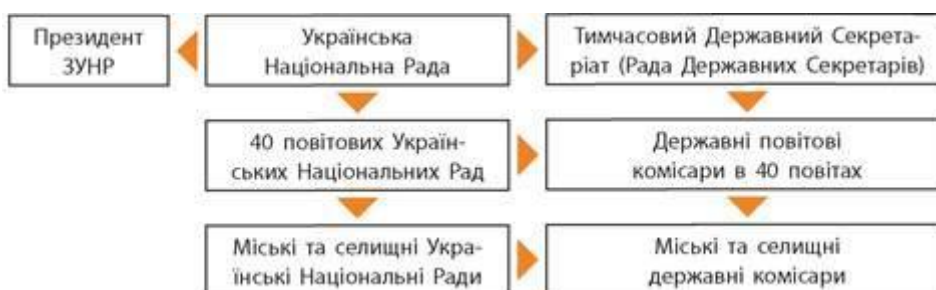 Президент
ЗУНР
Українська
Національна Рада
Тимчасовий Державний Секрета-
ріат (Рада Державних Секретарів)
40 повітових Україн-
ських Національних Рад
Державні повітові
комісари в 40 повітах
Міські та селищні Укра-
їнські Національні Ради
Міські та селищні
державні комісари